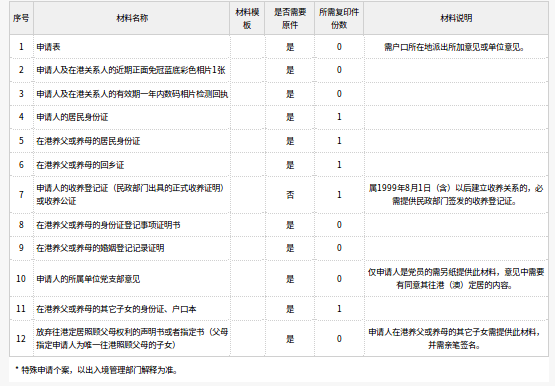 序号 材料名称 材料模板 是否需要原件 所需复印件份数 材料说明
1 申请表 是 0 需户口所在地派出所加意见或单位意见。
2 申请人及在港关系人的近期正面免冠蓝底彩色相片1张 是 0
3 申请人及在港关系人的有效期一年内数码相片检测回执 是 0
4 申请人的居民身份证 是 1
5 在港养父或养母的居民身份证 是 1
6 在港养父或养母的回乡证 是 1
7 申请人的收养登记证（民政部门出具的正式收养证明）或收养公证 否 1 属1999年8月1日（含）以后建立收养关系的，必需提供民政部门签发的收养登记证。
8 在港养父或养母的身份证登记事项证明书 是 0
9 在港养父或养母的婚姻登记记录证明 是 0
10 申请人的所属单位党支部意见 是 0 仅申请人是党员的需另纸提供此材料，意见中需要有同意其往港（澳）定居的内容。
11 在港养父或养母的其它子女的身份证、户口本 是 1
12 放弃往港定居照顾父母权利的声明书或者指定书（父母指定申请人为唯一往港照顾父母的子女） 是 0 申请人在港养父或养母的其它子女需提供此材料，并需亲笔签名。
* 特殊申请个案，以出入境管理部门解释为准。